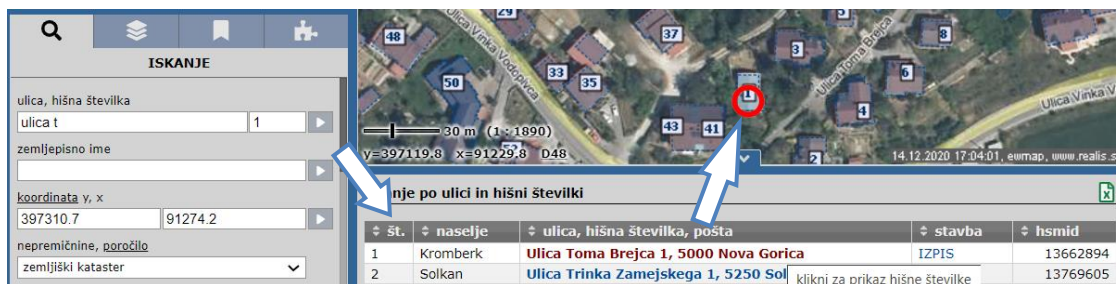 ISKANJE
ulica, hišna številka
ulica t 1
zemljepisno ime
koordinata y, x
397310.7 91274.2
nepremičnine, poročilo
zemljiški kataster
48
29
37
5
8
3
33
35
50
6
1
4
43
41
2
Ulica Vinka Vodopivca
Ulica Toma Brejca
Ulica Vinka V
30 m (1 : 1890)
y=397119.8 x=91229.8 D48
14.12.2020 17:04:01, ewmap, www.realis.s
nje po ulici in hišni številki
št. naselje ulica, hišna številka, pošta stavba hsmid
1 Kromberk Ulica Toma Brejca 1, 5000 Nova Gorica IZPIS 13662894
2 Solkan Ulica Trinka Zamejskega 1, 5250 Sol 13769605
klikni za prikaz hišne številke